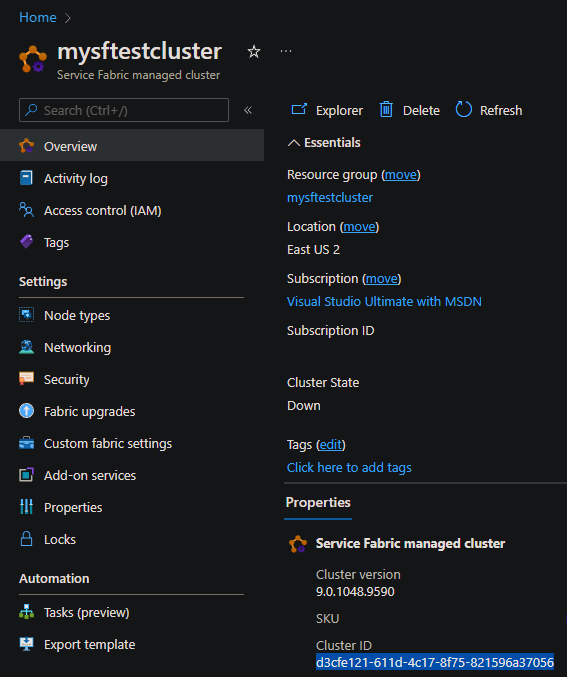 Home >
mysftestcluster
Service Fabric managed cluster
Search (Ctrl+/)
Overview
Activity log
Access control (IAM)
Tags
Settings
Node types
Networking
Security
Fabric upgrades
Custom fabric settings
Add-on services
Properties
Locks
Automation
Tasks (preview)
Export template
Explorer
Delete
Refresh
Essentials
Resource group (move)
mysftestcluster
Location (move)
East US 2
Subscription (move)
Visual Studio Ultimate with MSDN
Subscription ID
Cluster State
Down
Tags (edit)
Click here to add tags
Properties
Service Fabric managed cluster
Cluster version
9.0.1048.9590
SKU
Cluster ID
d3cfe121-611d-4c17-8f75-821596a37056